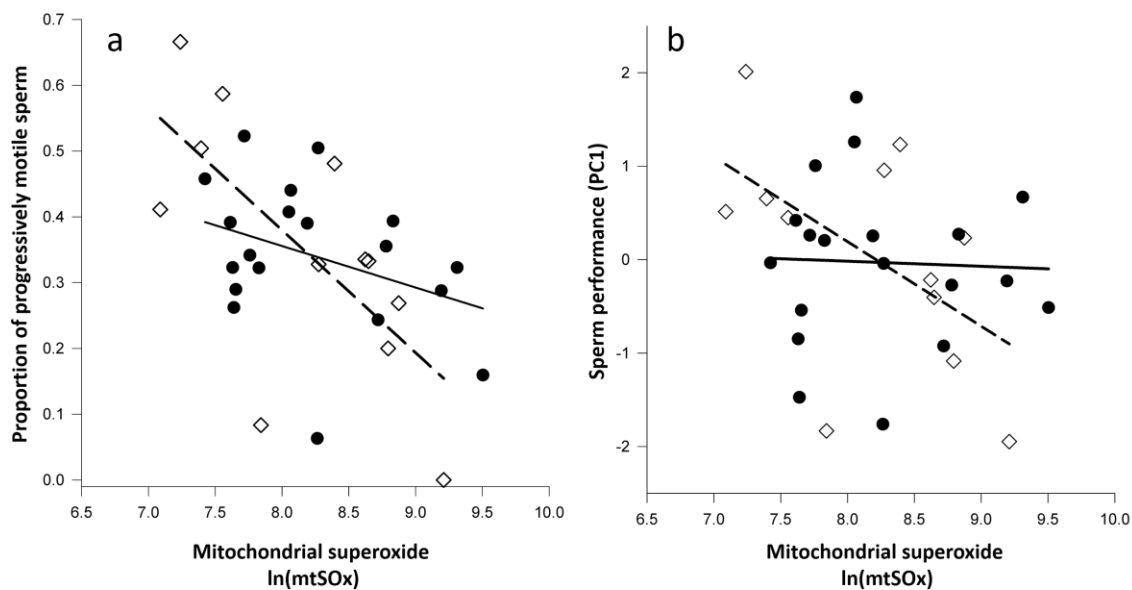 a
Proportion of progressively motile sperm
0.7
0.6
0.5
0.4
0.3
0.2
0.1
0.0
6.5 7.0 7.5 8.0 8.5 9.0 9.5 10.0
Mitochondrial superoxide
ln(mtSOx)
b
Sperm performance (PC1)
2
1
0
-1
-2
6.5 7.0 7.5 8.0 8.5 9.0 9.5 10.0
Mitochondrial superoxide
ln(mtSOx)